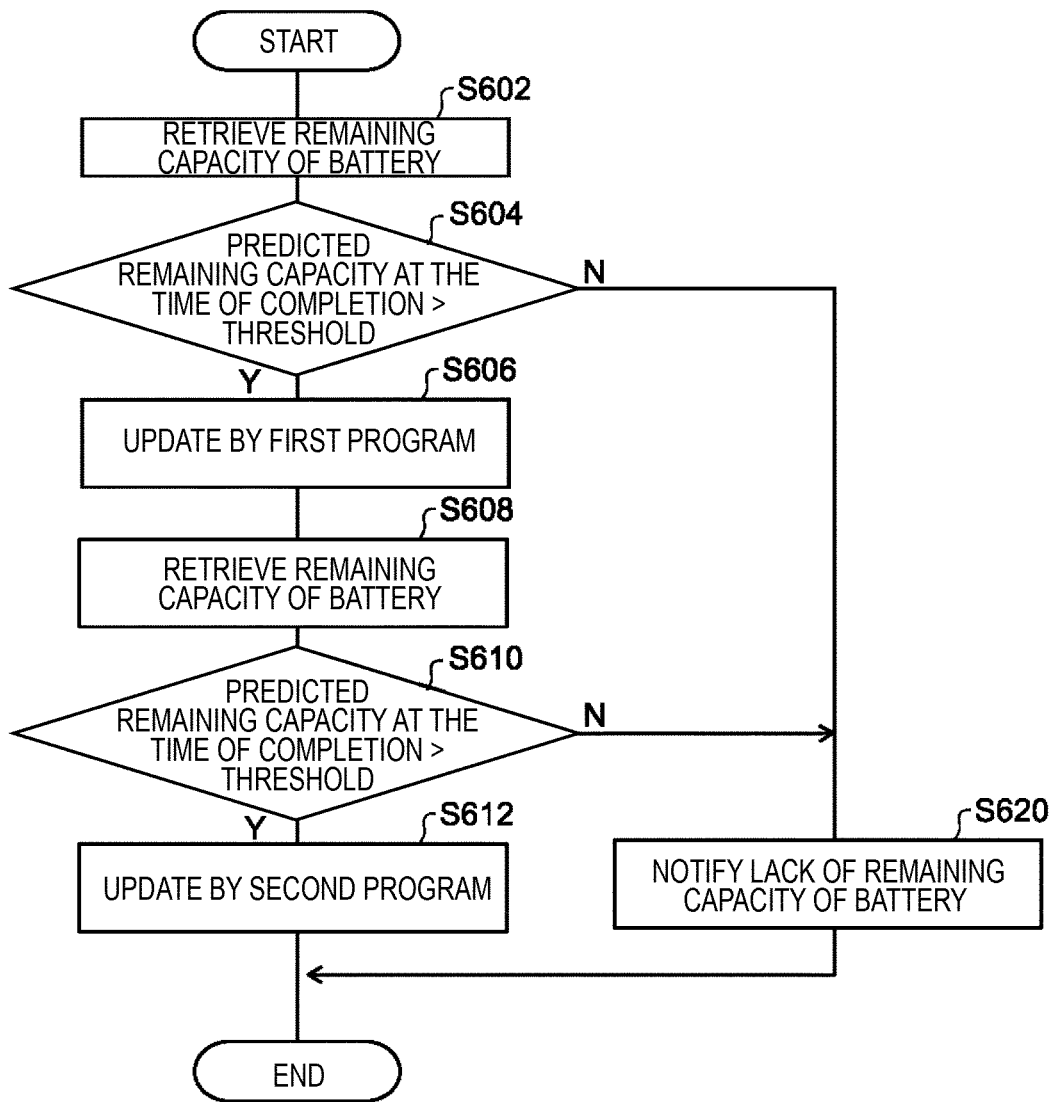 START
S602
RETRIEVE REMAINING
CAPACITY OF BATTERY
S604
PREDICTED
REMAINING CAPACITY AT THE
TIME OF COMPLETION >
THRESHOLD
N
Y
S606
UPDATE BY FIRST PROGRAM
S608
RETRIEVE REMAINING
CAPACITY OF BATTERY
S610
PREDICTED
REMAINING CAPACITY AT THE
TIME OF COMPLETION >
THRESHOLD
N
Y
S612
UPDATE BY SECOND PROGRAM
S620
NOTIFY LACK OF REMAINING
CAPACITY OF BATTERY
END